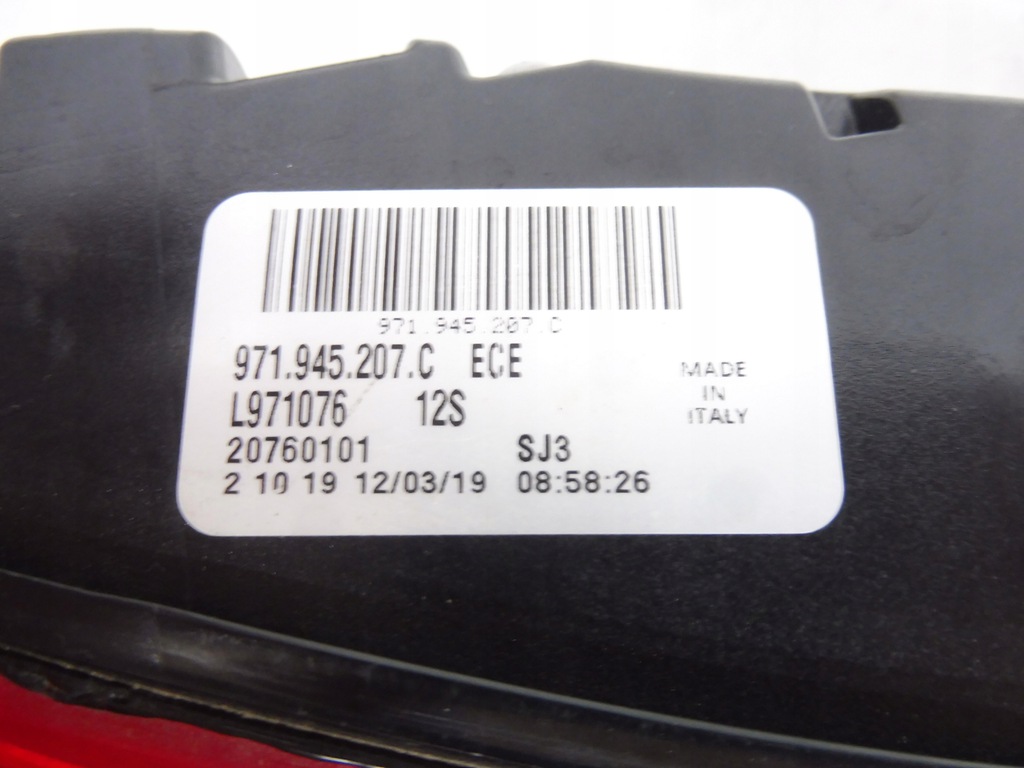 971.945.207.C
971.945.207.C ECE
L971076 12S
20760101 SJ3
2 10 19 12/03/19 08:58:26
MADE
IN
ITALY